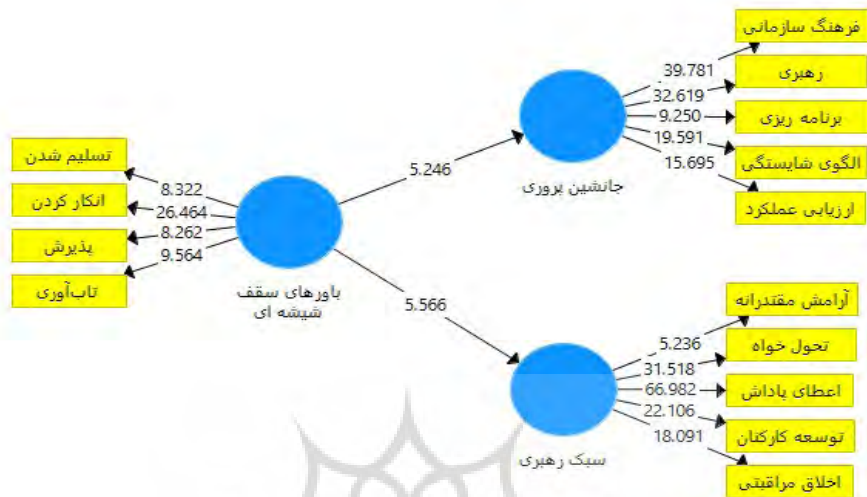 فرهنگ سازمانی
39.781
رهبری
32.619
برنامه ریزی
9.250
الگوی شایستگی
19.591
ارزیابی عملکرد
15.695
جانشین پروری
5.246
تسلیم شدن
8.322
انکار کردن
26.464
پذیرش
8.262
تاب‌آوری
9.564
باورهای سقف
شیشه ای
5.566
آرامش مقتدرانه
5.236
تحول خواه
31.518
اعطای پاداش
66.982
توسعه کارکنان
22.106
اخلاق مراقبتی
18.091
سبک رهبری